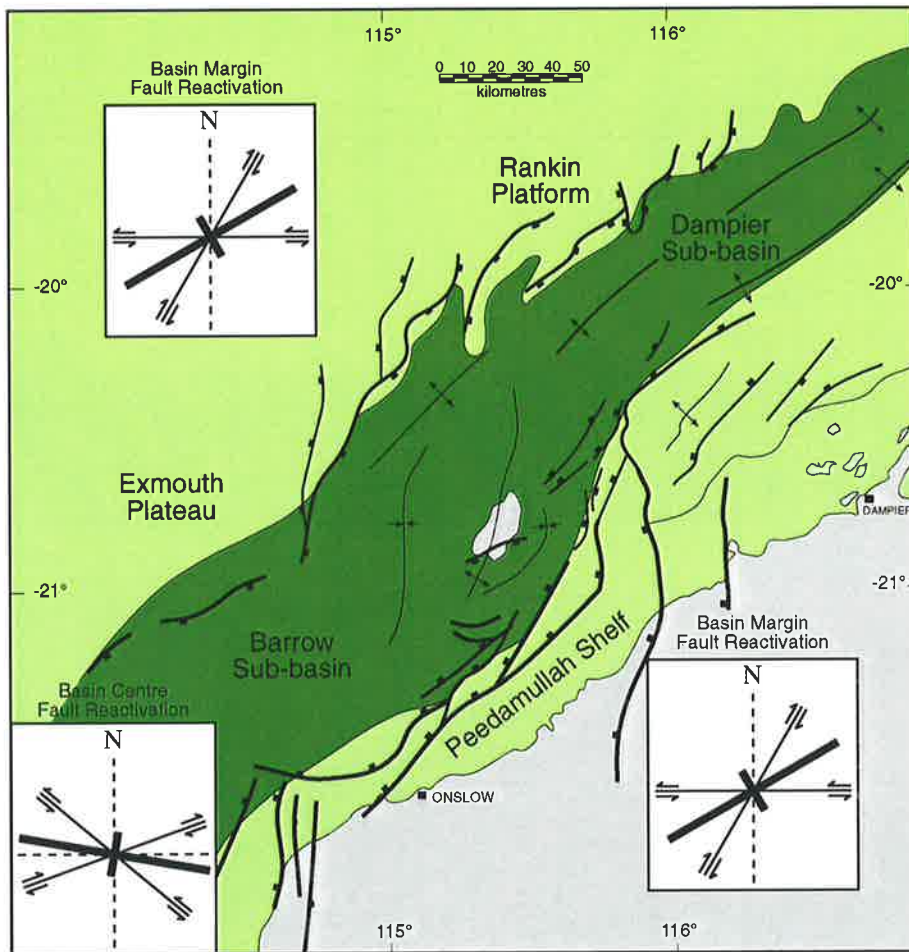 115°
116°
Basin Margin
Fault Reactivation
N
0 10 20 30 40 50
kilometres
Rankin
Platform
Dampier
Sub-basin
-20°
-20°
Exmouth
Plateau
DAMPIER
-21°
-21°
Basin Margin
Fault Reactivation
N
Barrow
Sub-basin
Peedamullah Shelf
Basin Centre
Fault Reactivation
N
ONSLOW
115°
116°